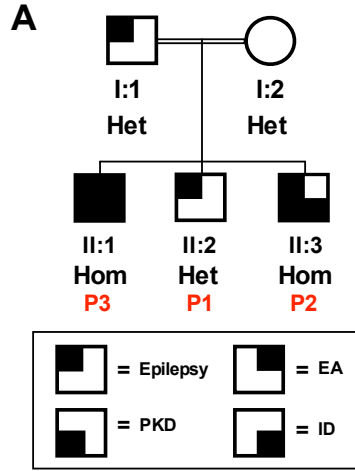 A
I:1 I:2
Het Het
II:1 II:2 II:3
Hom Het Hom
P3 P1 P2
= Epilepsy = EA
= PKD = ID